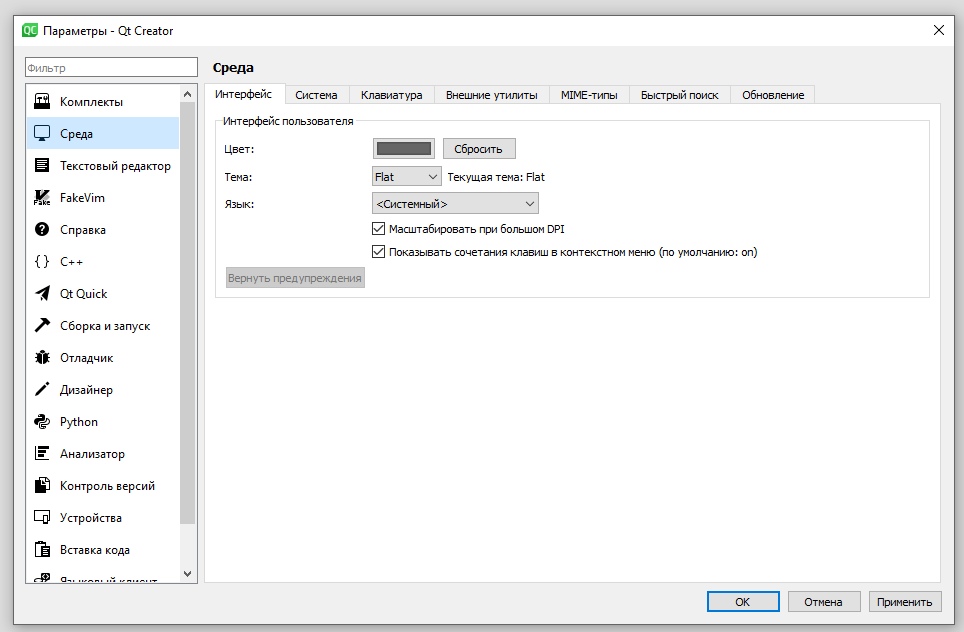 QC Параметры - Qt Creator
Фильтр
Комплекты
Среда
Текстовый редактор
FakeVim
Справка
C++
Qt Quick
Сборка и запуск
Отладчик
Дизайнер
Python
Анализатор
Контроль версий
Устройства
Вставка кода
Языковый клиент
Среда
Интерфейс Система Клавиатура Внешние утилиты MIME-типы Быстрый поиск Обновление
Интерфейс пользователя
Цвет: Сбросить
Тема: Flat Текущая тема: Flat
Язык: <Системный>
Масштабировать при большом DPI
Показывать сочетания клавиш в контекстном меню (по умолчанию: on)
Вернуть предупреждения
OK Отмена Применить